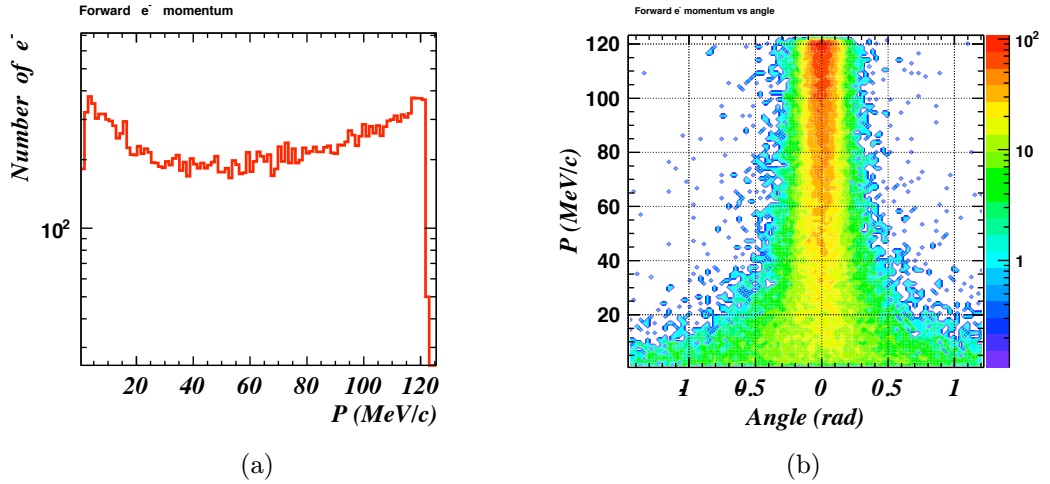 Forward e⁻ momentum
Number of e⁻
10²
20 40 60 80 100 120
P (MeV/c)
(a)
Forward e⁻ momentum vs angle
P (MeV/c)
120
100
80
60
40
20
-1 -0.5 0 0.5 1
Angle (rad)
10²
10
1
(b)